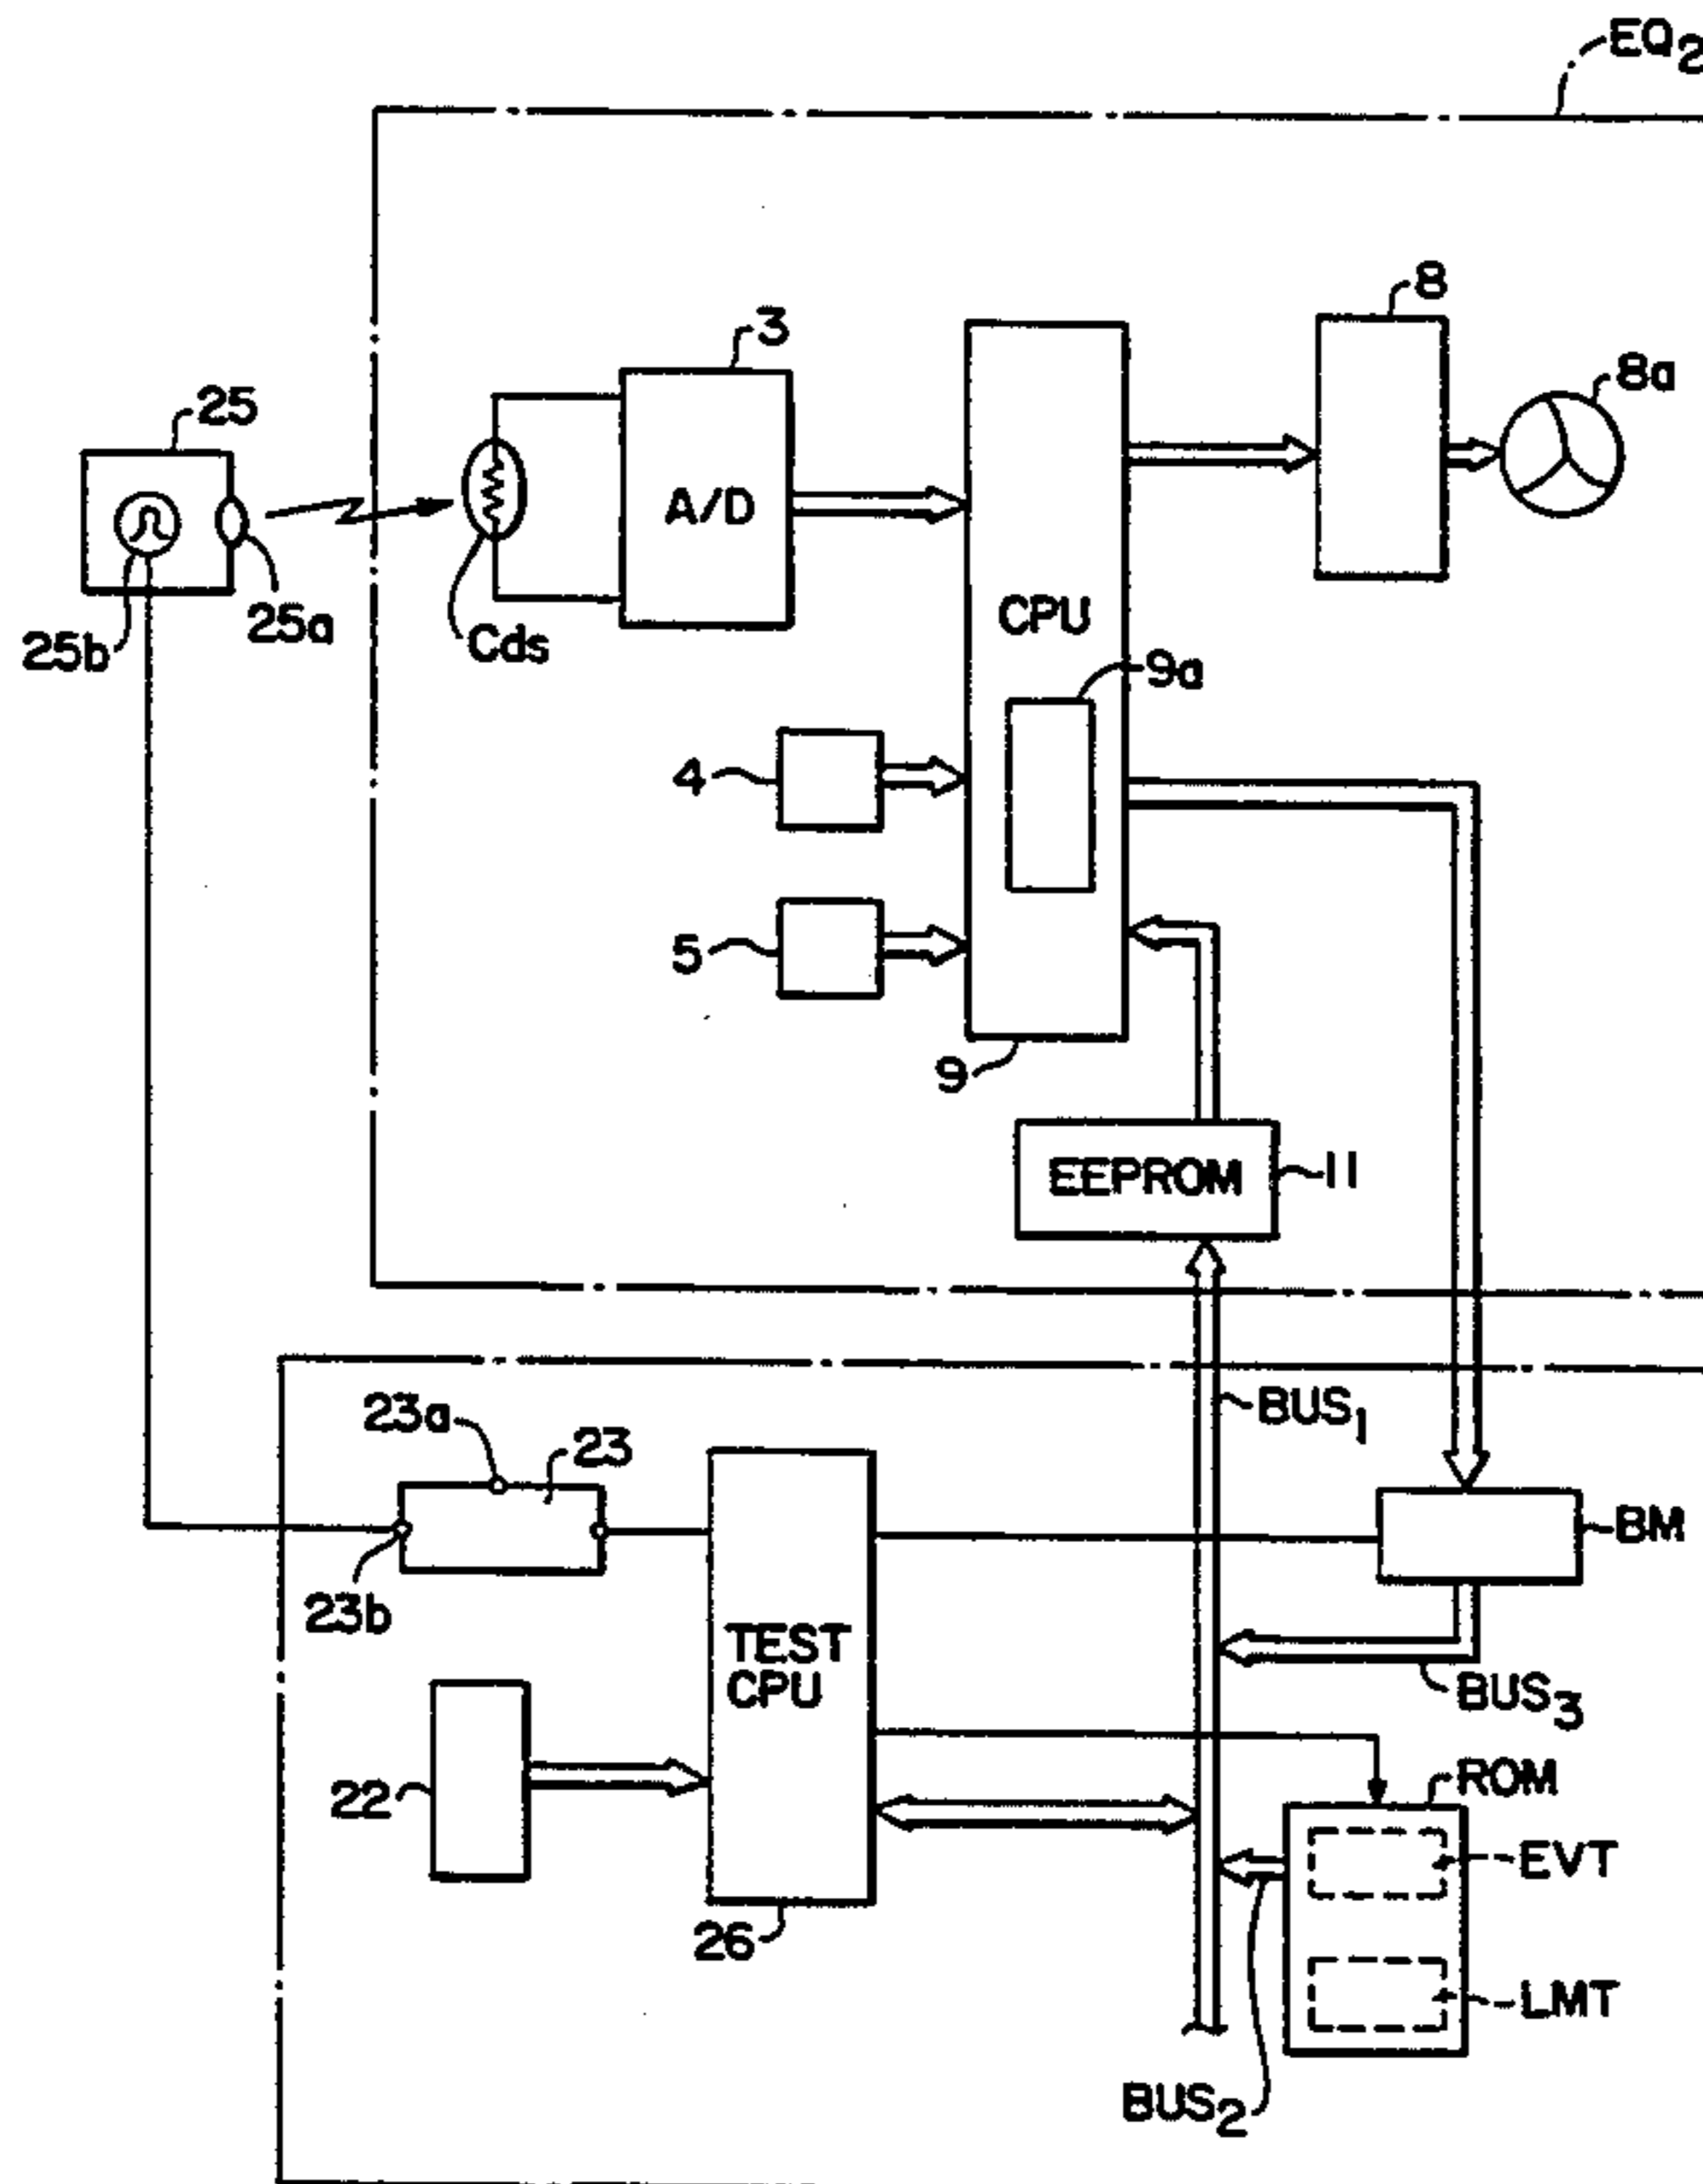 EQ2
8
3
8a
25
A/D
CPU
25a
Cds
25b
9a
4
5
9
EEPROM
11
23a
BUS1
23
BM
23b
TEST
CPU
BUS3
22
ROM
EVT
26
LMT
BUS2